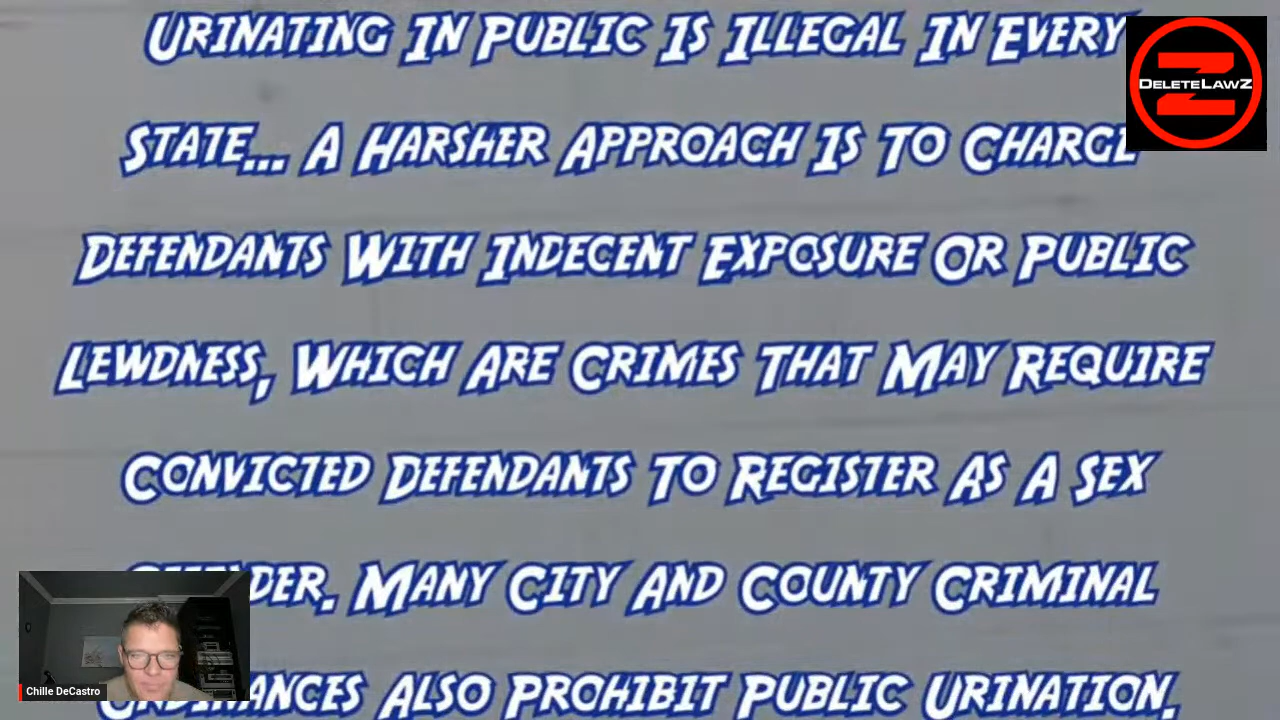 URINATING IN PUBLIC IS ILLEGAL IN EVERY
STATE... A HARSHER APPROACH IS TO CHARGE
DEFENDANTS WITH INDECENT EXPOSURE OR PUBLIC
LEWDNESS, WHICH ARE CRIMES THAT MAY REQUIRE
CONVICTED DEFENDANTS TO REGISTER AS A SEX
OFFENDER. MANY CITY AND COUNTY CRIMINAL
ORDINANCES ALSO PROHIBIT PUBLIC URINATION.
DELETELAWZ
Chille DeCastro